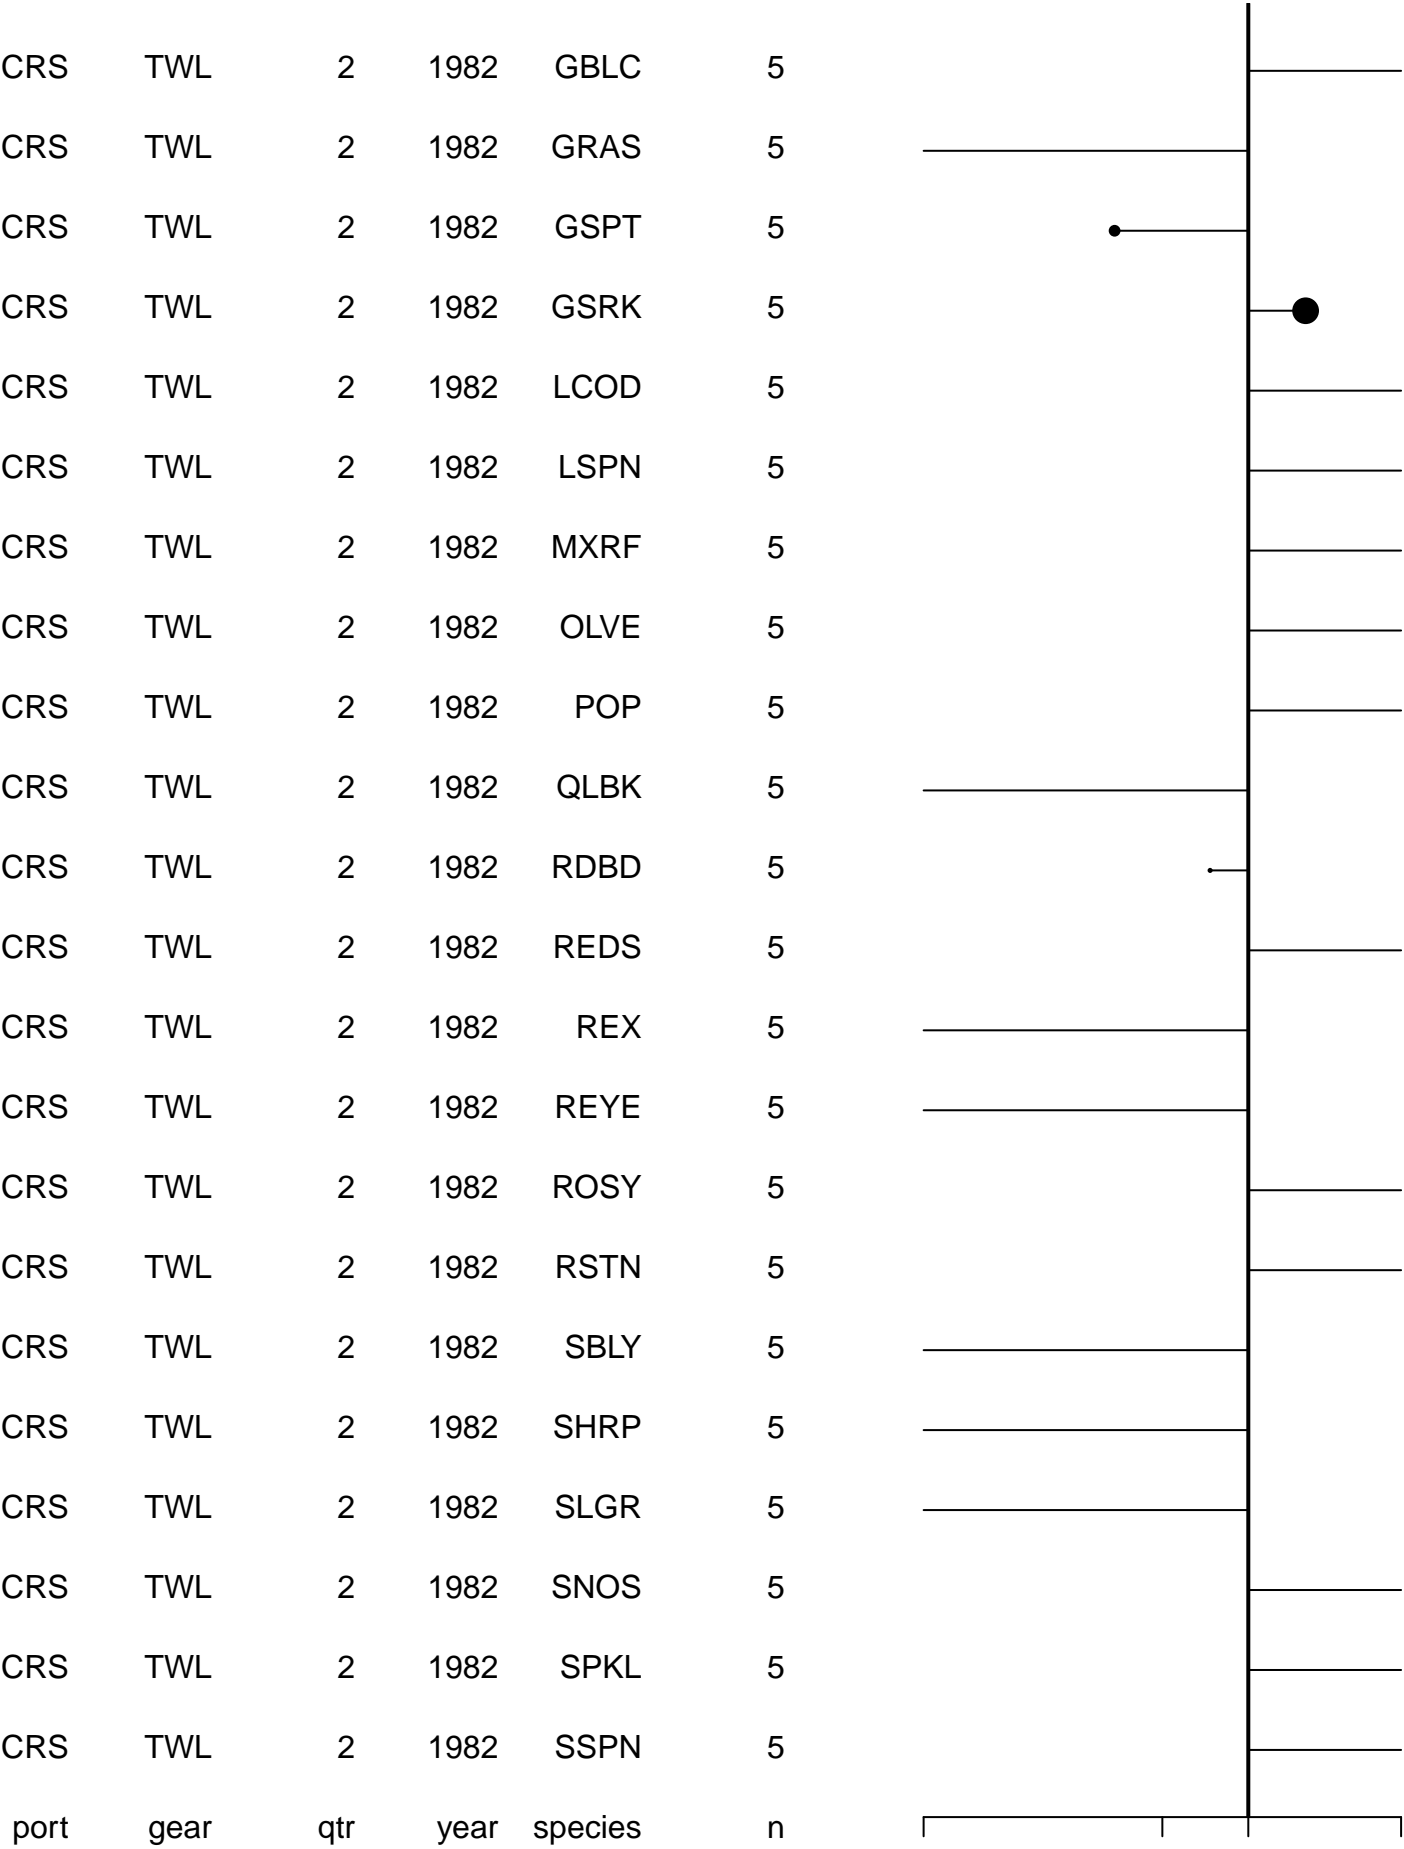 CRS TWL 2 1982 GBLC 5
CRS TWL 2 1982 GRAS 5
CRS TWL 2 1982 GSPT 5
CRS TWL 2 1982 GSRK 5
CRS TWL 2 1982 LCOD 5
CRS TWL 2 1982 LSPN 5
CRS TWL 2 1982 MXRF 5
CRS TWL 2 1982 OLVE 5
CRS TWL 2 1982 POP 5
CRS TWL 2 1982 QLBK 5
CRS TWL 2 1982 RDBD 5
CRS TWL 2 1982 REDS 5
CRS TWL 2 1982 REX 5
CRS TWL 2 1982 REYE 5
CRS TWL 2 1982 ROSY 5
CRS TWL 2 1982 RSTN 5
CRS TWL 2 1982 SBLY 5
CRS TWL 2 1982 SHRP 5
CRS TWL 2 1982 SLGR 5
CRS TWL 2 1982 SNOS 5
CRS TWL 2 1982 SPKL 5
CRS TWL 2 1982 SSPN 5
port gear qtr year species n